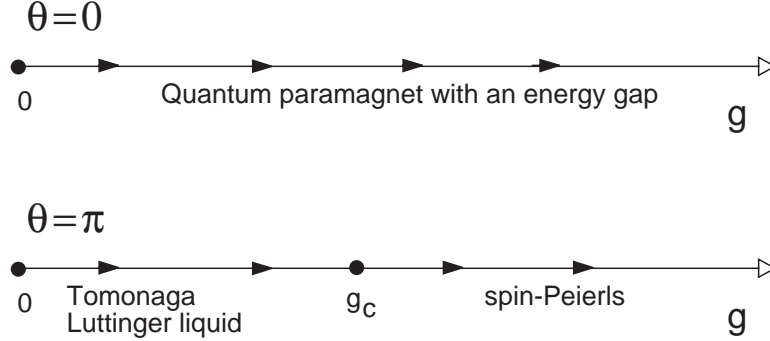 θ=0
0
Quantum paramagnet with an energy gap
g
θ=π
0
Tomonaga
Luttinger liquid
g_c
spin-Peierls
g